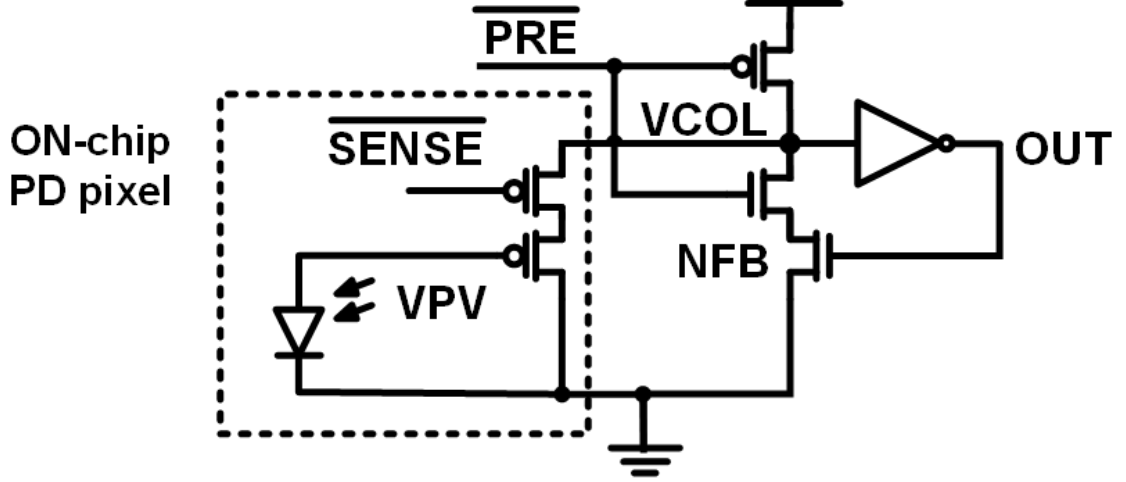 PRE
ON-chip
PD pixel
SENSE
VCOL
OUT
NFB
VPV